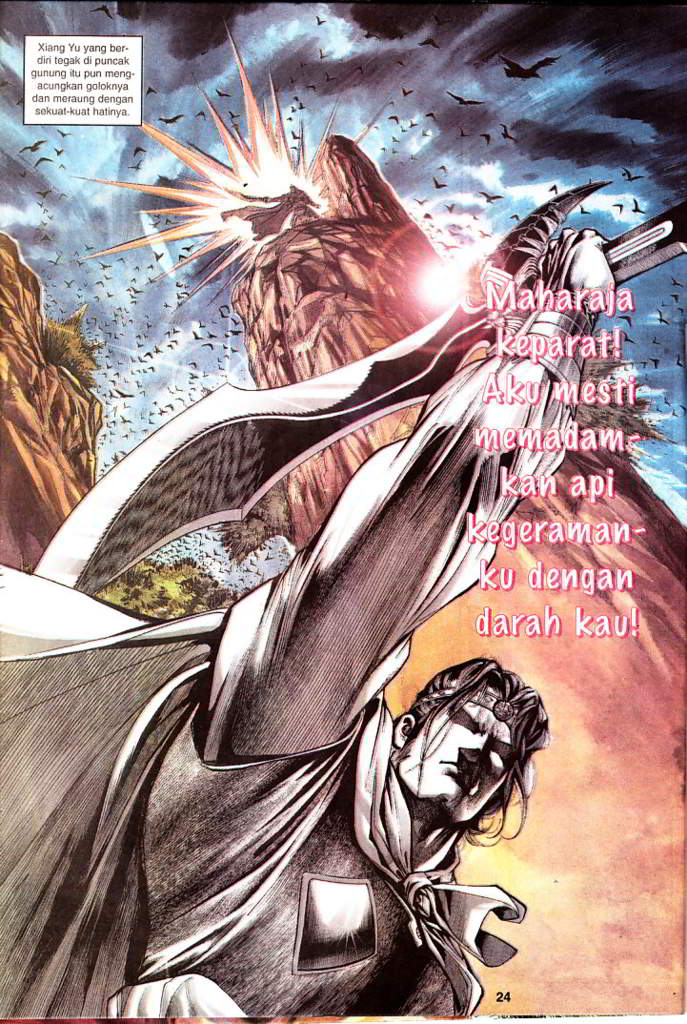 Xiang Yu yang ber-
diri tegak di puncak
gunung itu pun meng-
acungkan goloknya
dan meraung dengan
sekuat-kuat hatinya.
Maharaja
keparat!
Aku mesti
memadam-
kan api
kegeraman-
ku dengan
darah kau!
24